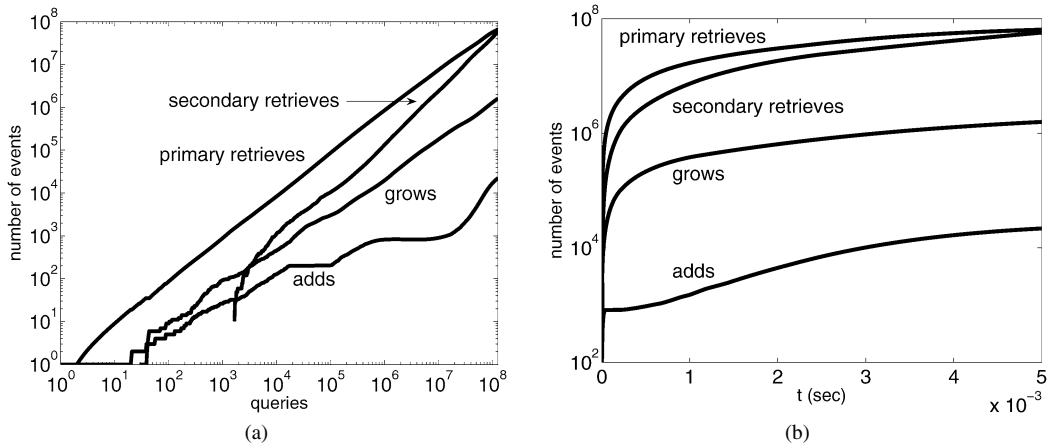 10^8
10^7
10^6
10^5
10^4
10^3
10^2
10^1
10^0
number of events
secondary retrieves
primary retrieves
grows
adds
10^0 10^1 10^2 10^3 10^4 10^5 10^6 10^7 10^8
queries
(a)
10^8
10^6
10^4
10^2
number of events
primary retrieves
secondary retrieves
grows
adds
0 1 2 3 4 5
t (sec)
x 10^−3
(b)